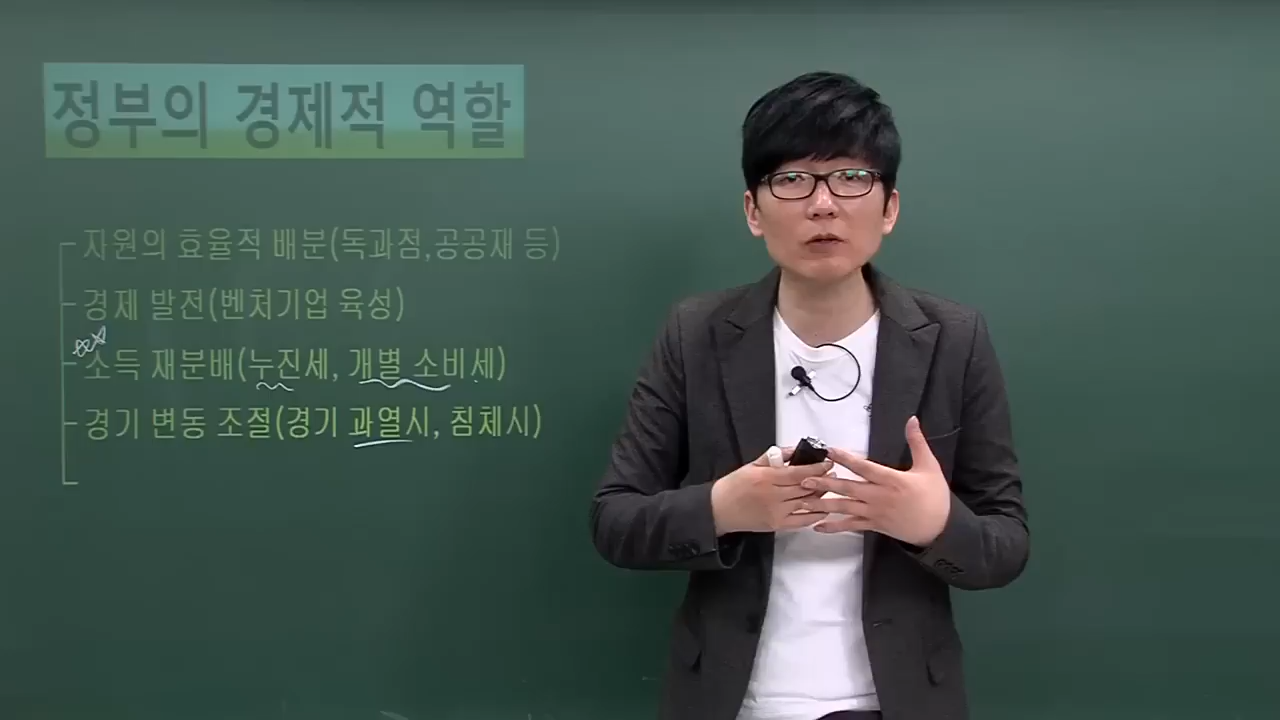 정부의 경제적 역할
자원의 효율적 배분(독과점,공공재 등)
경제 발전(벤처기업 육성)
소득 재분배(누진세, 개별 소비세)
경기 변동 조절(경기 과열시, 침체시)